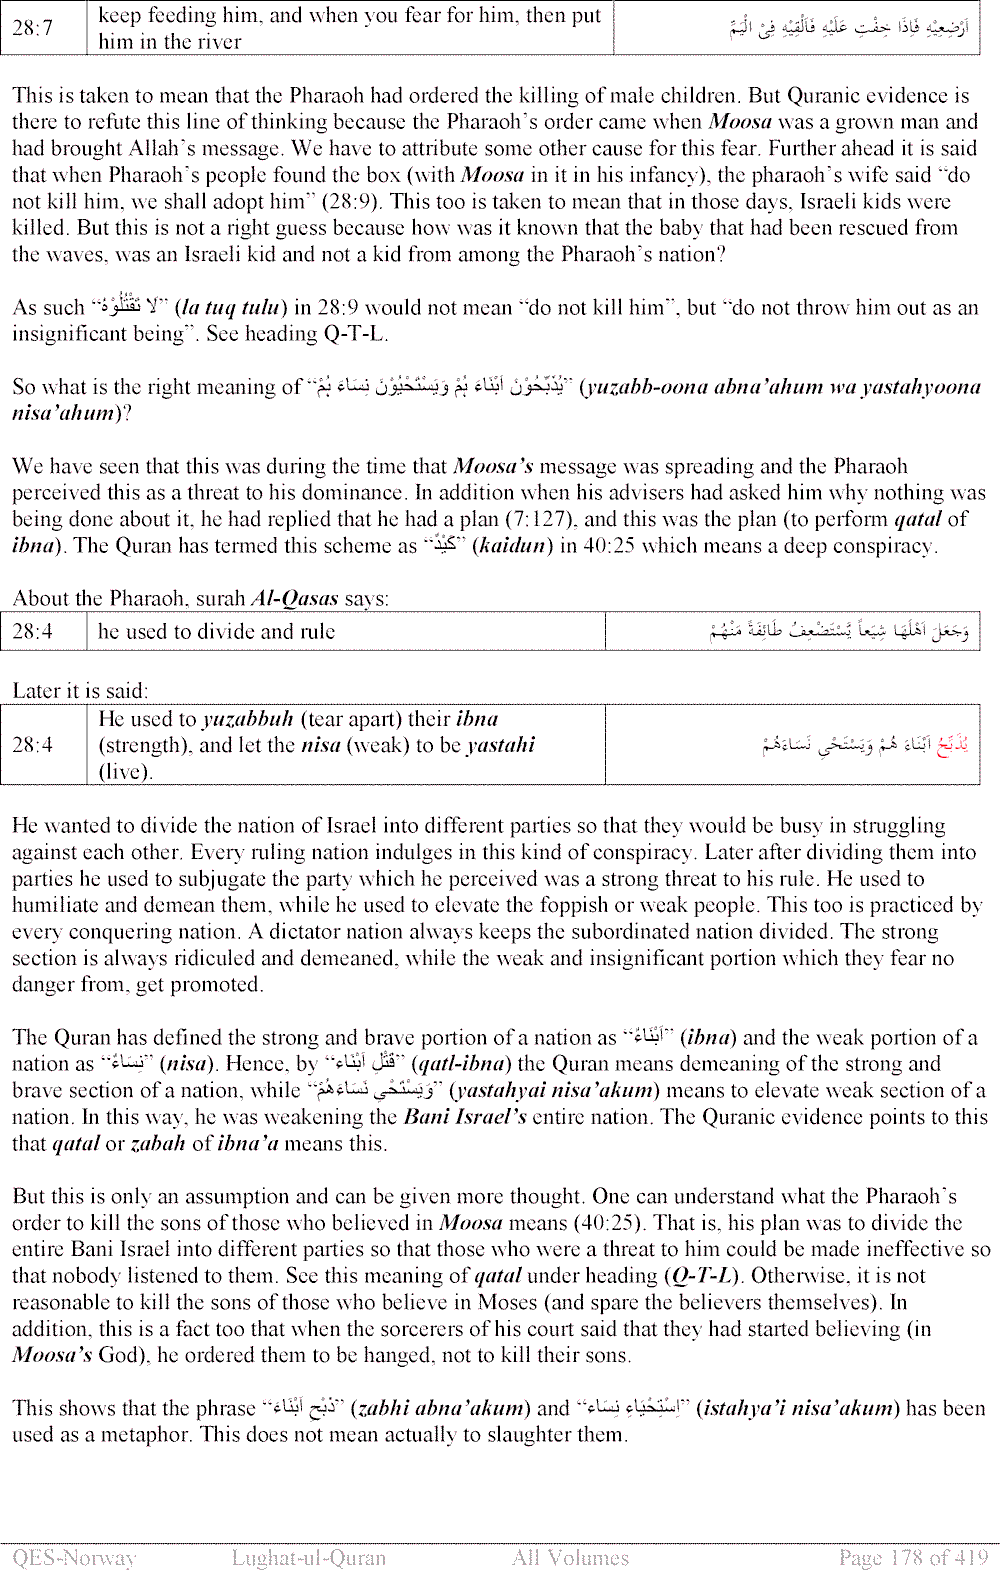 28:7 keep feeding him, and when you fear for him, then put أَرْضِعِيْهِ فَإِذَا خِفْتِ عَلَيْهِ فَأَلْقِيْهِ فِىْ الْيَمِّ
him in the river
This is taken to mean that the Pharaoh had ordered the killing of male children. But Quranic evidence is
there to refute this line of thinking because the Pharaoh's order came when Moosa was a grown man and
had brought Allah's message. We have to attribute some other cause for this fear. Further ahead it is said
that when Pharaoh's people found the box (with Moosa in it in his infancy), the pharaoh's wife said “do
not kill him, we shall adopt him” (28:9). This too is taken to mean that in those days, Israeli kids were
killed. But this is not a right guess because how was it known that the baby that had been rescued from
the waves, was an Israeli kid and not a kid from among the Pharaoh's nation?
As such “لَا تَقْتُلُوْهُ” (la tuq tulu) in 28:9 would not mean “do not kill him”, but “do not throw him out as an
insignificant being”. See heading Q-T-L.
So what is the right meaning of “يُذَبِّحُوْنَ اَبْنَاءَ ہُمْ وَيَسْتَحْيُوْنَ نِسَاءَ ہُمْ” (yuzabb-oona abna'ahum wa yastahyoona
nisa'ahum)?
We have seen that this was during the time that Moosa's message was spreading and the Pharaoh
perceived this as a threat to his dominance. In addition when his advisers had asked him why nothing was
being done about it, he had replied that he had a plan (7:127), and this was the plan (to perform qatal of
ibna). The Quran has termed this scheme as “كَيْدٌ” (kaidun) in 40:25 which means a deep conspiracy.
About the Pharaoh, surah Al-Qasas says:
28:4 he used to divide and rule وَجَعَلَ اَهْلَهَا شِيَعاً يَّسْتَضْعِفُ طَائِفَةً مِّنْهُمْ
Later it is said:
He used to yuzabbuh (tear apart) their ibna
28:4 (strength), and let the nisa (weak) to be yastahi يُذَبِّحُ اَبْنَاءَ هُمْ وَيَسْتَحْىِ نَسَاءَهُمْ
(live).
He wanted to divide the nation of Israel into different parties so that they would be busy in struggling
against each other. Every ruling nation indulges in this kind of conspiracy. Later after dividing them into
parties he used to subjugate the party which he perceived was a strong threat to his rule. He used to
humiliate and demean them, while he used to elevate the foppish or weak people. This too is practiced by
every conquering nation. A dictator nation always keeps the subordinated nation divided. The strong
section is always ridiculed and demeaned, while the weak and insignificant portion which they fear no
danger from, get promoted.
The Quran has defined the strong and brave portion of a nation as “اَبْنَاءُ” (ibna) and the weak portion of a
nation as “نِسَاءٌ” (nisa). Hence, by “قَتْلِ اَبْنَاء” (qatl-ibna) the Quran means demeaning of the strong and
brave section of a nation, while “وَيَسْتَحْىِ نَسَاءَهُمْ” (yastahyai nisa'akum) means to elevate weak section of a
nation. In this way, he was weakening the Bani Israel's entire nation. The Quranic evidence points to this
that qatal or zabah of ibna'a means this.
But this is only an assumption and can be given more thought. One can understand what the Pharaoh's
order to kill the sons of those who believed in Moosa means (40:25). That is, his plan was to divide the
entire Bani Israel into different parties so that those who were a threat to him could be made ineffective so
that nobody listened to them. See this meaning of qatal under heading (Q-T-L). Otherwise, it is not
reasonable to kill the sons of those who believe in Moses (and spare the believers themselves). In
addition, this is a fact too that when the sorcerers of his court said that they had started believing (in
Moosa's God), he ordered them to be hanged, not to kill their sons.
This shows that the phrase “ذَبْحِ اَبْنَاءَ” (zabhi abna'akum) and “اِسْتِحْيَاءِ نِسَاء” (istahya'i nisa'akum) has been
used as a metaphor. This does not mean actually to slaughter them.
QES-Norway Lughat-ul-Quran All Volumes Page 178 of 419